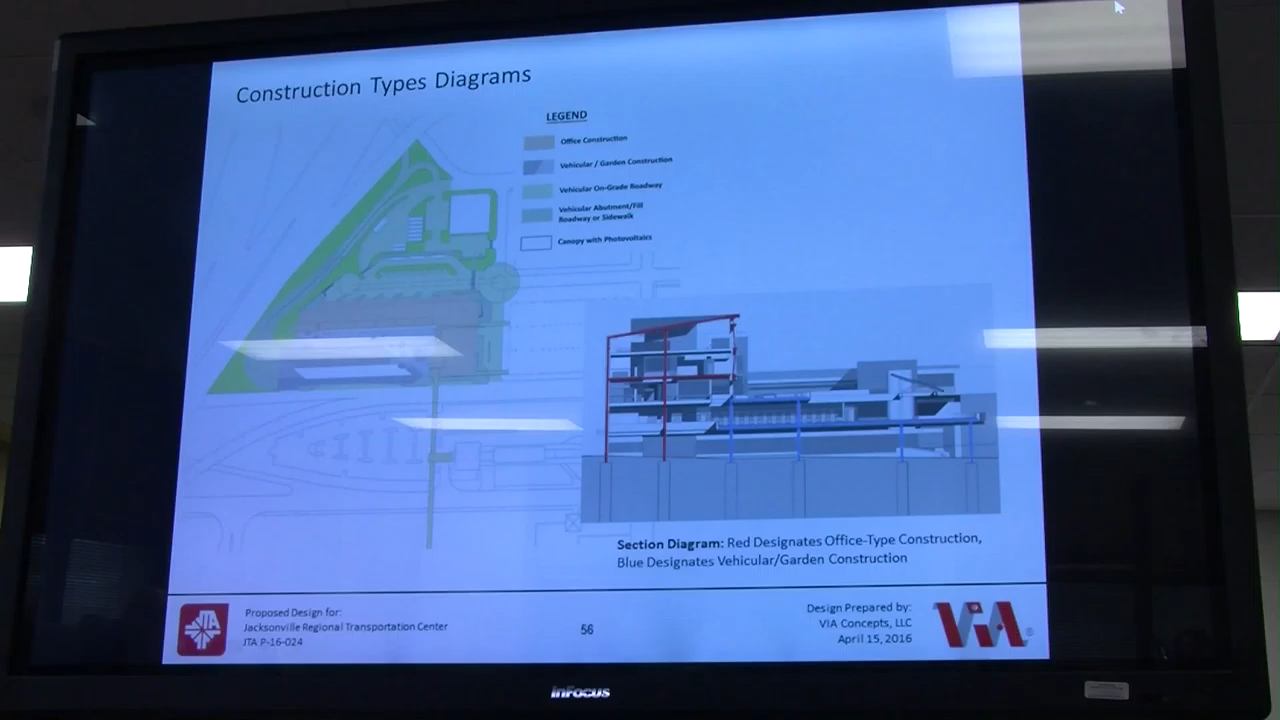 Construction Types Diagrams
LEGEND
Office Construction
Vehicular / Garden Construction
Vehicular On-Grade Roadway
Vehicular Abutment/Fill
Roadway or Sidewalk
Canopy with Photovoltaics
Section Diagram: Red Designates Office-Type Construction,
Blue Designates Vehicular/Garden Construction
JTA
Proposed Design for:
Jacksonville Regional Transportation Center
JTA P-16-024
56
Design Prepared by:
VIA Concepts, LLC
April 15, 2016
VIA®
InFocus